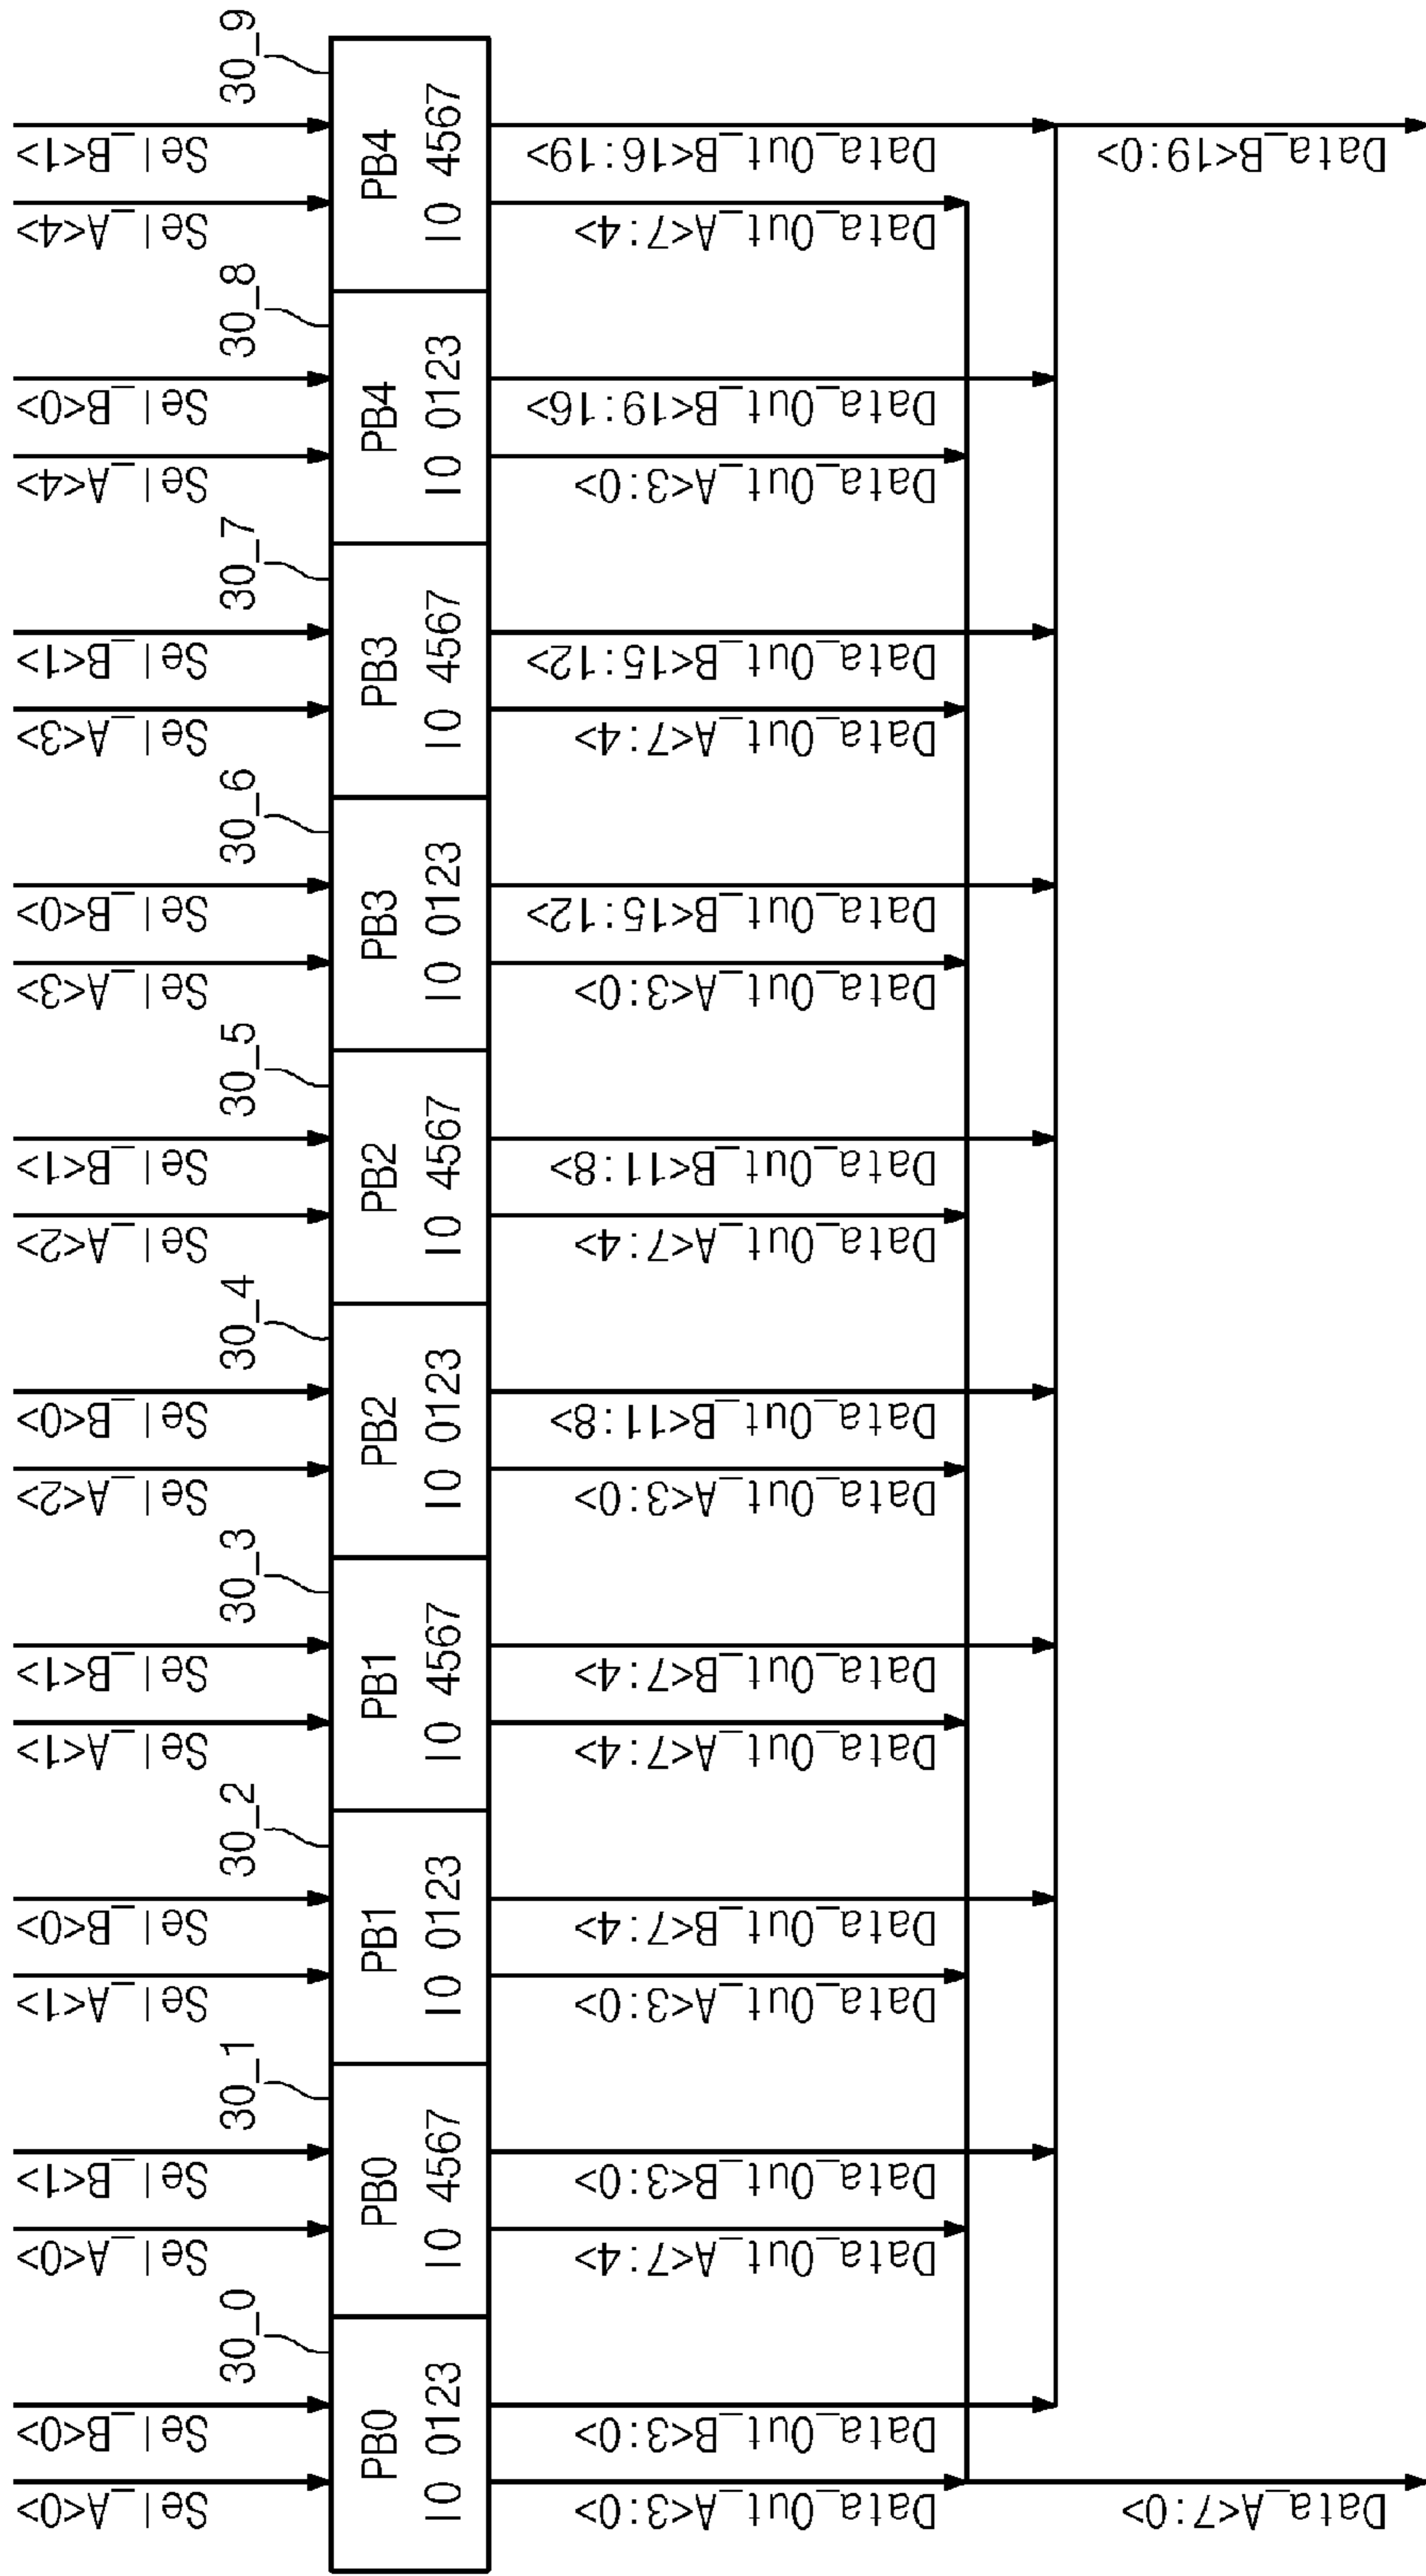 Sel_A<0>
Sel_B<0>
Sel_A<0>
Sel_B<1>
Sel_A<1>
Sel_B<0>
Sel_A<1>
Sel_B<1>
Sel_A<2>
Sel_B<0>
Sel_A<2>
Sel_B<1>
Sel_A<3>
Sel_B<0>
Sel_A<3>
Sel_B<1>
Sel_A<4>
Sel_B<0>
Sel_A<4>
Sel_B<1>
30_0
30_1
30_2
30_3
30_4
30_5
30_6
30_7
30_8
30_9
PB0
IO 0123
PB0
IO 4567
PB1
IO 0123
PB1
IO 4567
PB2
IO 0123
PB2
IO 4567
PB3
IO 0123
PB3
IO 4567
PB4
IO 0123
PB4
IO 4567
Data_Out_A<3:0>
Data_Out_B<3:0>
Data_Out_A<7:4>
Data_Out_B<3:0>
Data_Out_A<3:0>
Data_Out_B<7:4>
Data_Out_A<7:4>
Data_Out_B<7:4>
Data_Out_A<3:0>
Data_Out_B<11:8>
Data_Out_A<7:4>
Data_Out_B<11:8>
Data_Out_A<3:0>
Data_Out_B<15:12>
Data_Out_A<7:4>
Data_Out_B<15:12>
Data_Out_A<3:0>
Data_Out_B<19:16>
Data_Out_A<7:4>
Data_Out_B<16:19>
Data_A<7:0>
Data_B<19:0>